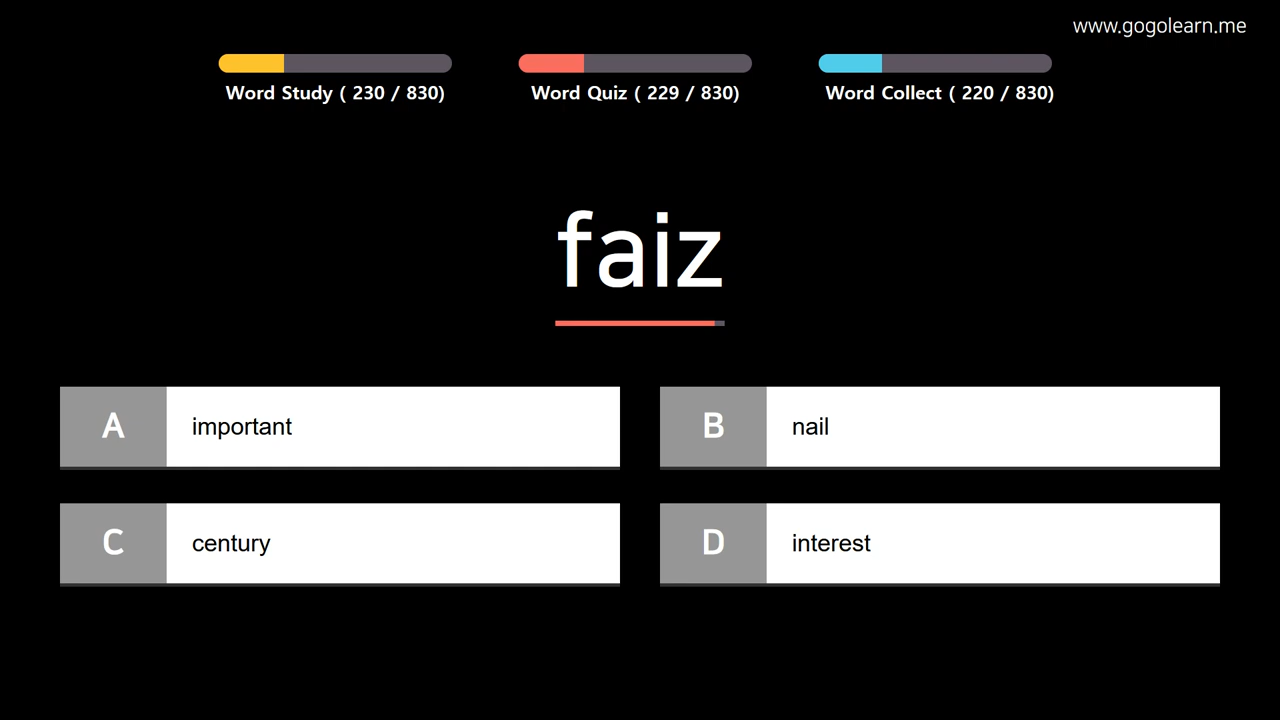 www.gogolearn.me
Word Study ( 230 / 830)
Word Quiz ( 229 / 830)
Word Collect ( 220 / 830)
faiz
A important
B nail
C century
D interest